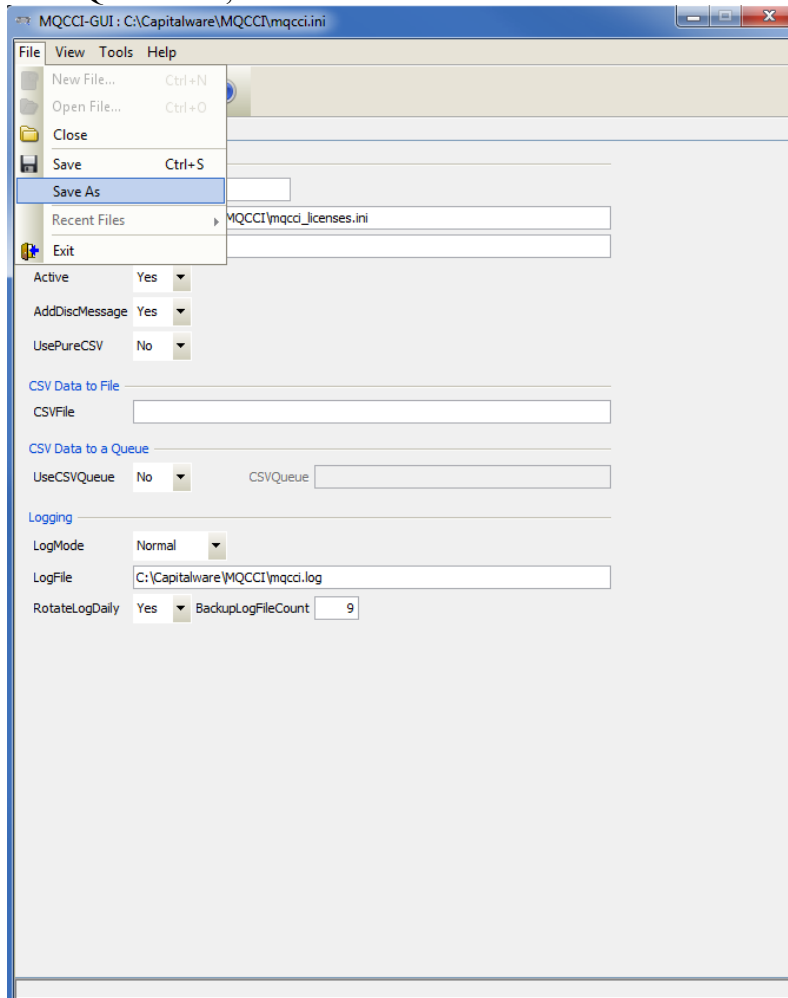 MQCCI-GUI : C:\Capitalware\MQCCI\mqcci.ini
File View Tools Help
New File... Ctrl+N
Open File... Ctrl+O
Close
Save Ctrl+S
Save As
Recent Files
MQCCI\mqcci_licenses.ini
Exit
Active Yes
AddDiscMessage Yes
UsePureCSV No
CSV Data to File
CSVFile
CSV Data to a Queue
UseCSVQueue No CSVQueue
Logging
LogMode Normal
LogFile C:\Capitalware\MQCCI\mqcci.log
RotateLogDaily Yes BackupLogFileCount 9